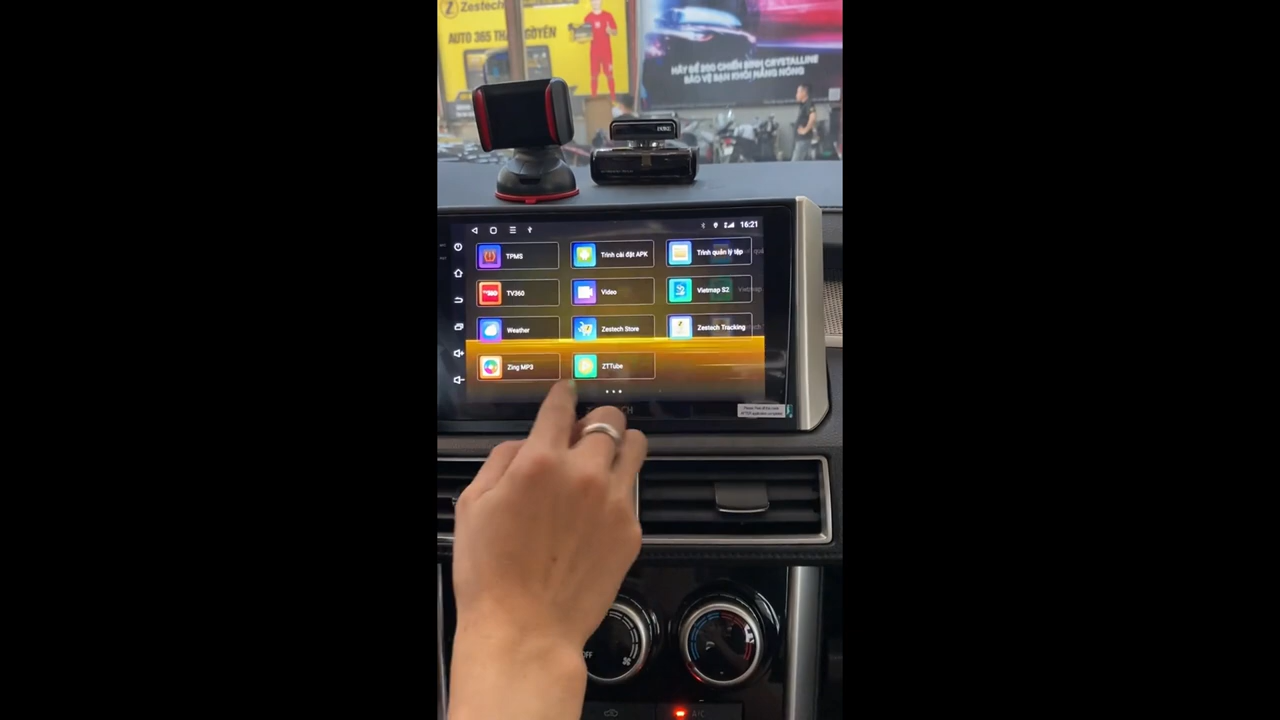 Zestech
AUTO 365 THÁI NGUYÊN
HÃY ĐỂ 200 CHIẾN BINH CRYSTALLINE
BẢO VỆ BẠN KHỎI NẮNG NÓNG
16:21
TPMS
Trình cài đặt APK
Trình quản lý tệp
TV360
Video
Vietmap S2
Weather
Zestech Store
Zestech Tracking
Zing MP3
ZTTube
OFF
A/C